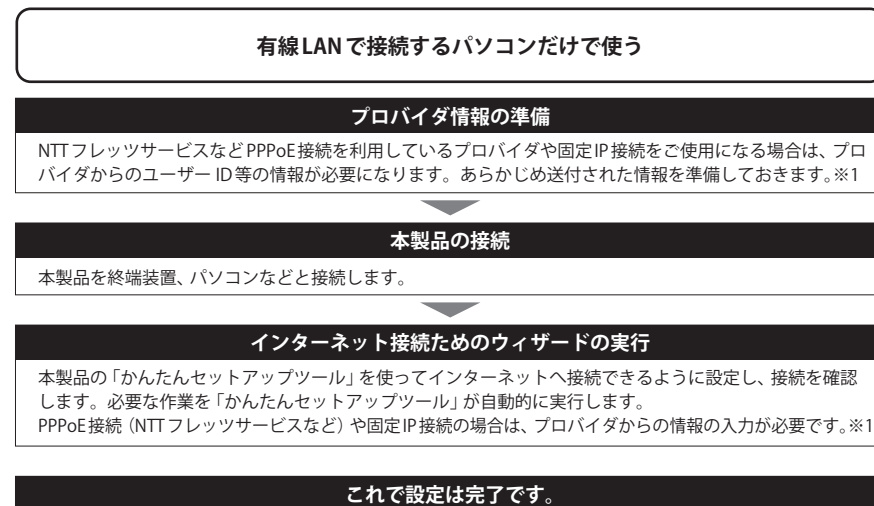 有線LANで接続するパソコンだけで使う
プロバイダ情報の準備
NTTフレッツサービスなどPPPoE接続を利用しているプロバイダや固定IP接続をご使用になる場合は、プロ
バイダからのユーザーID等の情報が必要になります。あらかじめ送付された情報を準備しておきます。※1
本製品の接続
本製品を終端装置、パソコンなどと接続します。
インターネット接続ためのウィザードの実行
本製品の「かんたんセットアップツール」を使ってインターネットへ接続できるように設定し、接続を確認
します。必要な作業を「かんたんセットアップツール」が自動的に実行します。
PPPoE接続（NTTフレッツサービスなど）や固定IP接続の場合は、プロバイダからの情報の入力が必要です。※1
これで設定は完了です。